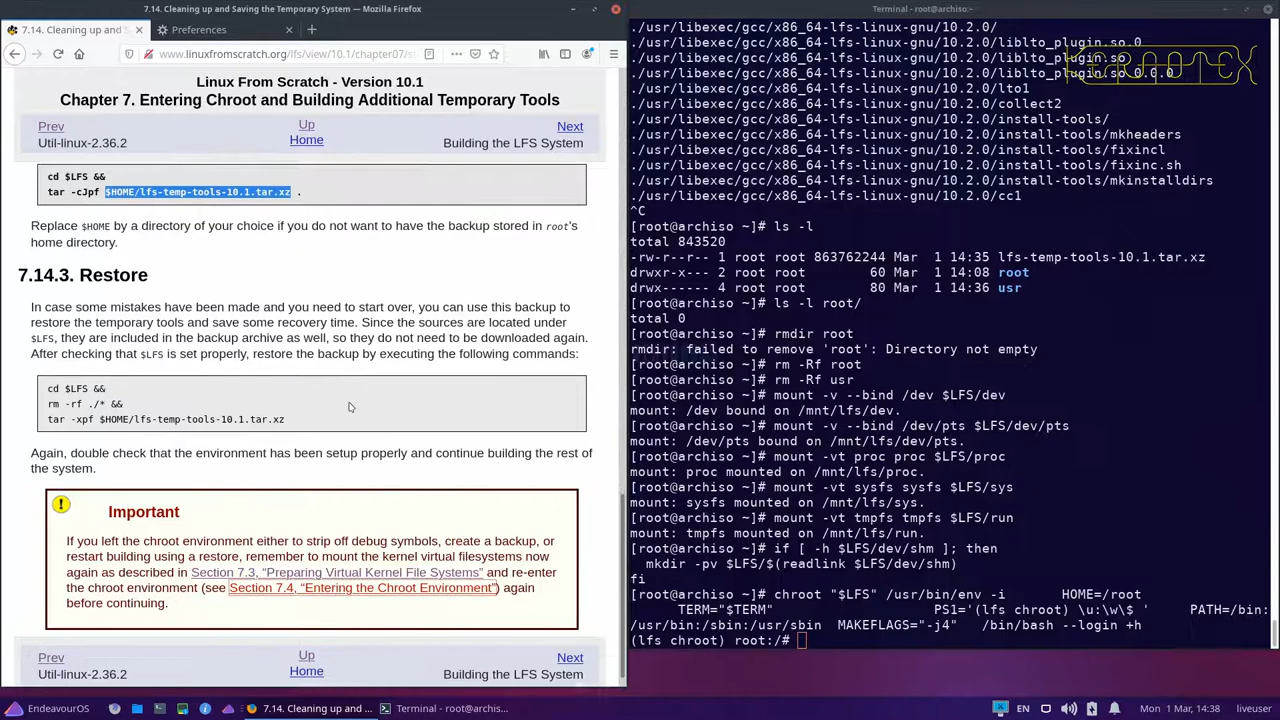 7.14. Cleaning up and Saving the Temporary System — Mozilla Firefox
7.14. Cleaning up and S
Preferences
www.linuxfromscratch.org/lfs/view/10.1/chapter07/s
Linux From Scratch - Version 10.1
Chapter 7. Entering Chroot and Building Additional Temporary Tools
Prev
Up
Next
Util-linux-2.36.2
Home
Building the LFS System
cd $LFS &&
tar -cJpf $HOME/lfs-temp-tools-10.1.tar.xz .
Replace $HOME by a directory of your choice if you do not want to have the backup stored in root's
home directory.
7.14.3. Restore
In case some mistakes have been made and you need to start over, you can use this backup to
restore the temporary tools and save some recovery time. Since the sources are located under
$LFS, they are included in the backup archive as well, so they do not need to be downloaded again.
After checking that $LFS is set properly, restore the backup by executing the following commands:
cd $LFS &&
rm -rf ./* &&
tar -xpf $HOME/lfs-temp-tools-10.1.tar.xz
Again, double check that the environment has been setup properly and continue building the rest of
the system.
Important
If you left the chroot environment either to strip off debug symbols, create a backup, or
restart building using a restore, remember to mount the kernel virtual filesystems now
again as described in Section 7.3, “Preparing Virtual Kernel File Systems” and re-enter
the chroot environment (see Section 7.4, “Entering the Chroot Environment”) again
before continuing.
Prev
Up
Next
Util-linux-2.36.2
Home
Building the LFS System
Terminal - root@archiso:~
./usr/libexec/gcc/x86_64-lfs-linux-gnu/10.2.0/
./usr/libexec/gcc/x86_64-lfs-linux-gnu/10.2.0/liblto_plugin.so.0
./usr/libexec/gcc/x86_64-lfs-linux-gnu/10.2.0/liblto_plugin.so
./usr/libexec/gcc/x86_64-lfs-linux-gnu/10.2.0/liblto_plugin.so.0.0.0
./usr/libexec/gcc/x86_64-lfs-linux-gnu/10.2.0/lto1
./usr/libexec/gcc/x86_64-lfs-linux-gnu/10.2.0/collect2
./usr/libexec/gcc/x86_64-lfs-linux-gnu/10.2.0/install-tools/
./usr/libexec/gcc/x86_64-lfs-linux-gnu/10.2.0/install-tools/mkheaders
./usr/libexec/gcc/x86_64-lfs-linux-gnu/10.2.0/install-tools/fixincl
./usr/libexec/gcc/x86_64-lfs-linux-gnu/10.2.0/install-tools/fixinc.sh
./usr/libexec/gcc/x86_64-lfs-linux-gnu/10.2.0/install-tools/mkinstalldirs
./usr/libexec/gcc/x86_64-lfs-linux-gnu/10.2.0/cc1
^C
[root@archiso ~]# ls -l
total 843520
-rw-r--r-- 1 root root 863762244 Mar  1 14:35 lfs-temp-tools-10.1.tar.xz
drwxr-x--- 2 root root        60 Mar  1 14:08 root
drwx------ 4 root root        80 Mar  1 14:36 usr
[root@archiso ~]# ls -l root/
total 0
[root@archiso ~]# rmdir root
rmdir: failed to remove 'root': Directory not empty
[root@archiso ~]# rm -Rf root
[root@archiso ~]# rm -Rf usr
[root@archiso ~]# mount -v --bind /dev $LFS/dev
mount: /dev bound on /mnt/lfs/dev.
[root@archiso ~]# mount -v --bind /dev/pts $LFS/dev/pts
mount: /dev/pts bound on /mnt/lfs/dev/pts.
[root@archiso ~]# mount -vt proc proc $LFS/proc
mount: proc mounted on /mnt/lfs/proc.
[root@archiso ~]# mount -vt sysfs sysfs $LFS/sys
mount: sysfs mounted on /mnt/lfs/sys.
[root@archiso ~]# mount -vt tmpfs tmpfs $LFS/run
mount: tmpfs mounted on /mnt/lfs/run.
[root@archiso ~]# if [ -h $LFS/dev/shm ]; then
  mkdir -pv $LFS/$(readlink $LFS/dev/shm)
fi
[root@archiso ~]# chroot "$LFS" /usr/bin/env -i       HOME=/root
      TERM="$TERM"                     PS1='(lfs chroot) \u:\w\$ '     PATH=/bin:
/usr/bin:/sbin:/usr/sbin  MAKEFLAGS="-j4"   /bin/bash --login +h
(lfs chroot) root:/#
EndeavourOS
7.14. Cleaning up and ...
Terminal - root@archis...
EN
Mon 1 Mar, 14:38
liveuser